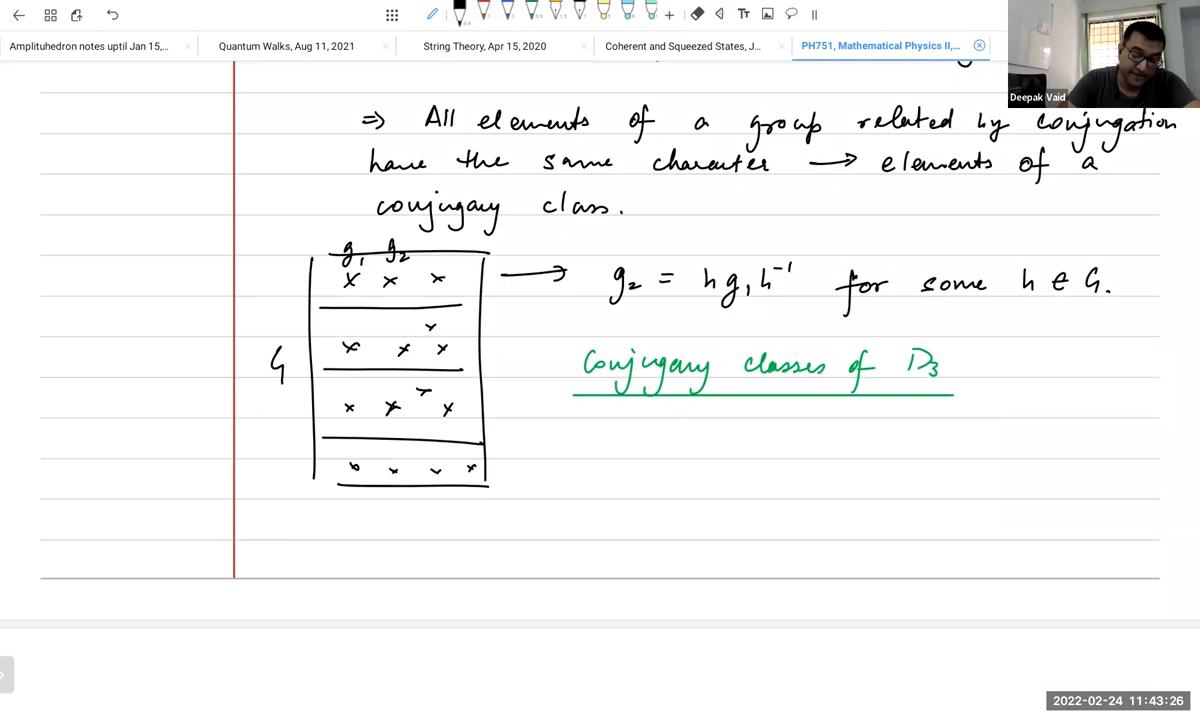 Amplituhedron notes uptil Jan 15,...
Quantum Walks, Aug 11, 2021
String Theory, Apr 15, 2020
Coherent and Squeezed States, J...
PH751, Mathematical Physics II,...
Deepak Vaid
⇒ All elements of a group related by conjugation
have the same character → elements of a
conjugacy class.
g₁ g₂
→ g₂ = h g₁ h⁻¹ for some h ∈ G.
G
Conjugacy classes of D₃
2022-02-24 11:43:26